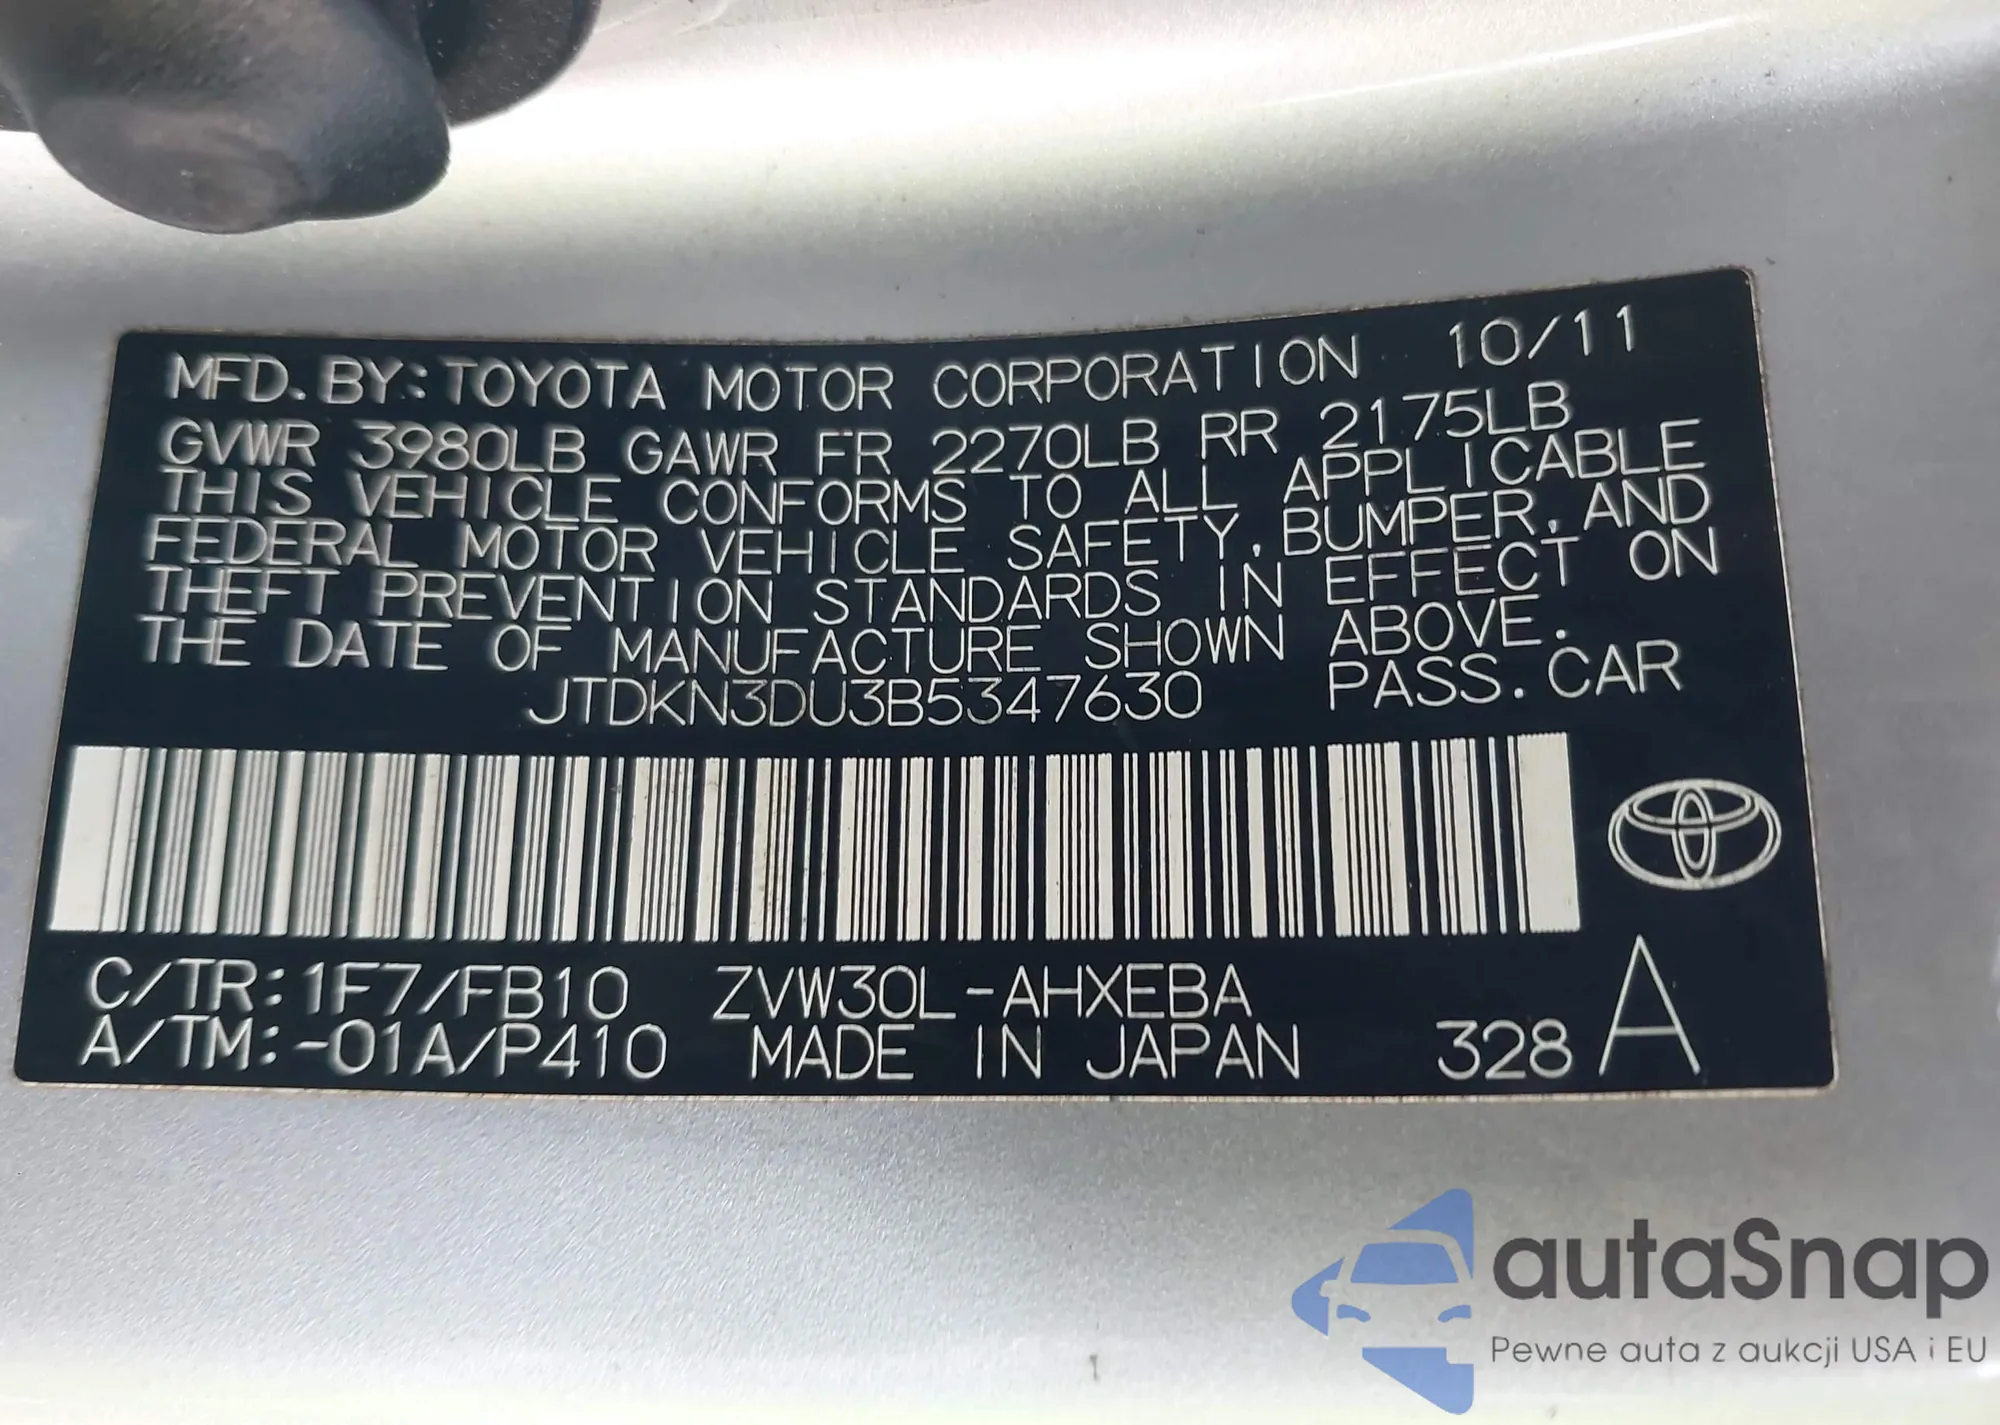 MFD. BY: TOYOTA MOTOR CORPORATION 10/11
GVWR 3980LB GAWR FR 2270LB RR 2175LB
THIS VEHICLE CONFORMS TO ALL APPLICABLE
FEDERAL MOTOR VEHICLE SAFETY, BUMPER, AND
THEFT PREVENTION STANDARDS IN EFFECT ON
THE DATE OF MANUFACTURE SHOWN ABOVE.
JTDKN3DU3B5347630 PASS. CAR
C/TR: 1F7/FB10 ZVW30L-AHXEBA
A/TM: -01A/P410 MADE IN JAPAN 328 A
autaSnap
Pewne auta z aukcji USA i EU